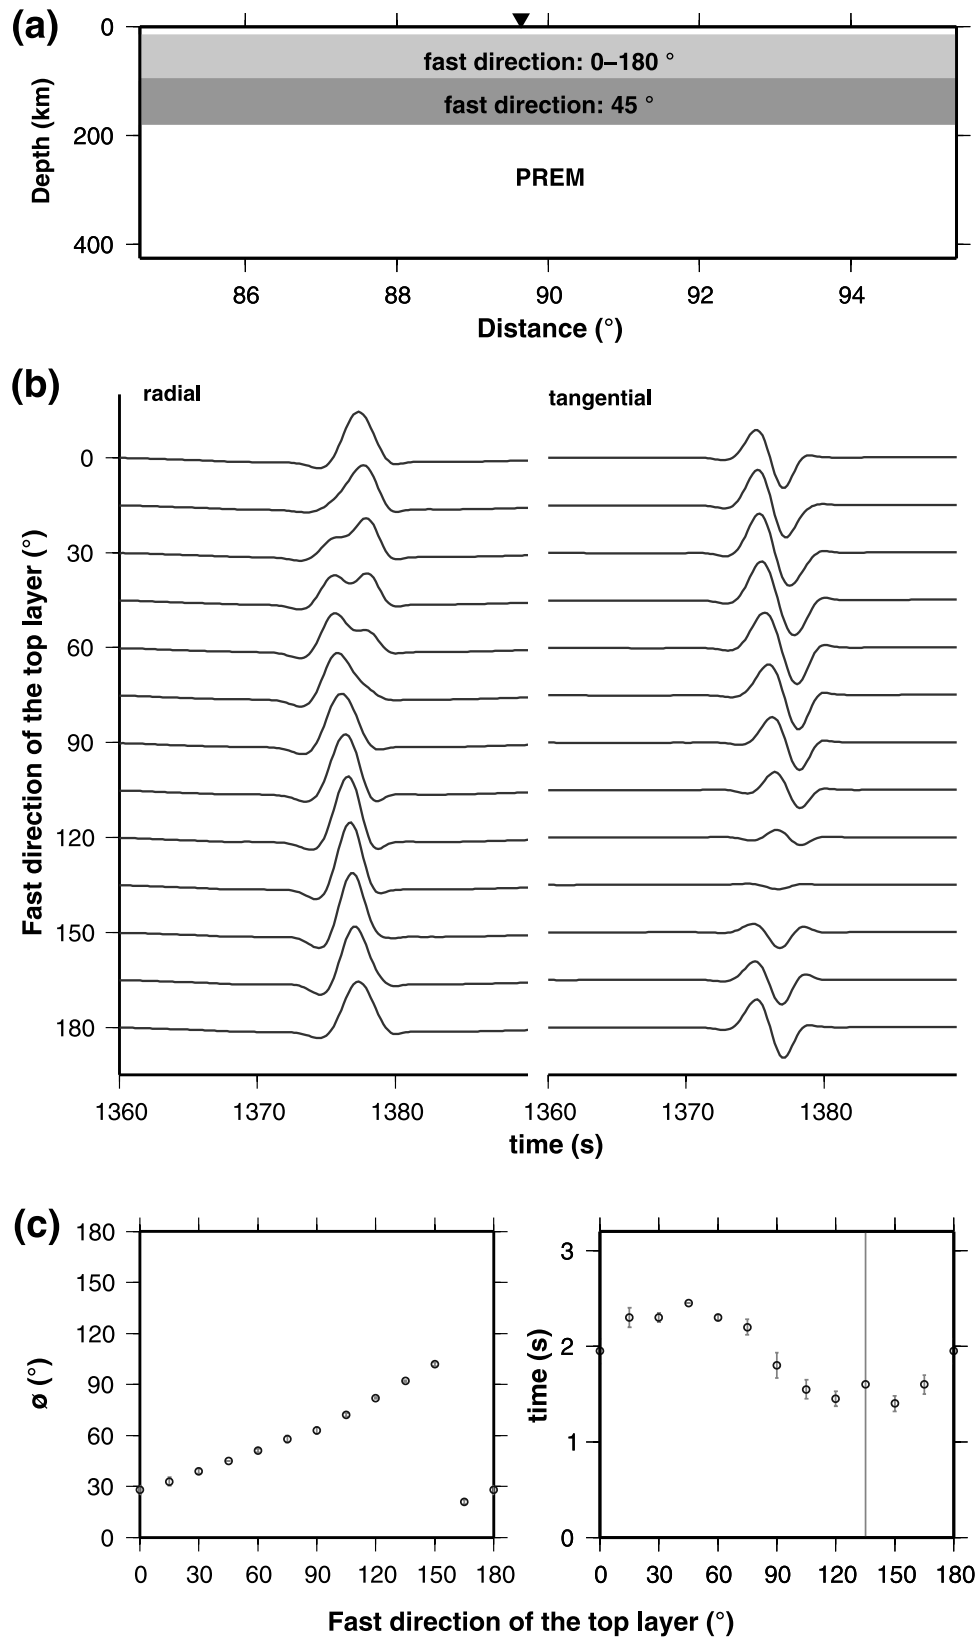 (a)
0
200
400
Depth (km)
fast direction: 0–180 °
fast direction: 45 °
PREM
86 88 90 92 94
Distance (°)
(b)
radial
tangential
0
30
60
90
120
150
180
Fast direction of the top layer (°)
1360 1370 1380 1360 1370 1380
time (s)
(c)
180
150
120
90
60
30
0
ø (°)
0 30 60 90 120 150 180
3
2
1
0
time (s)
0 30 60 90 120 150 180
Fast direction of the top layer (°)